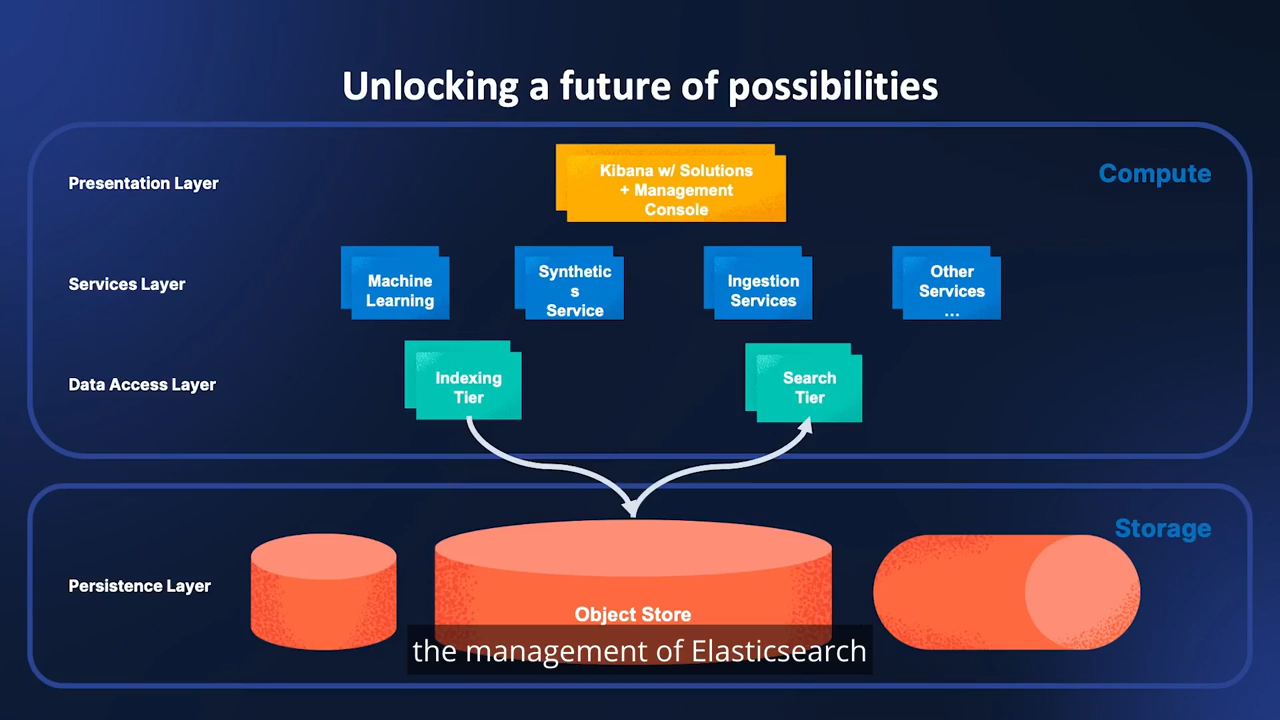 Unlocking a future of possibilities
Presentation Layer
Kibana w/ Solutions
+ Management
Console
Compute
Services Layer
Machine
Learning
Synthetic
s
Service
Ingestion
Services
Other
Services
...
Data Access Layer
Indexing
Tier
Search
Tier
Storage
Persistence Layer
Object Store
the management of Elasticsearch